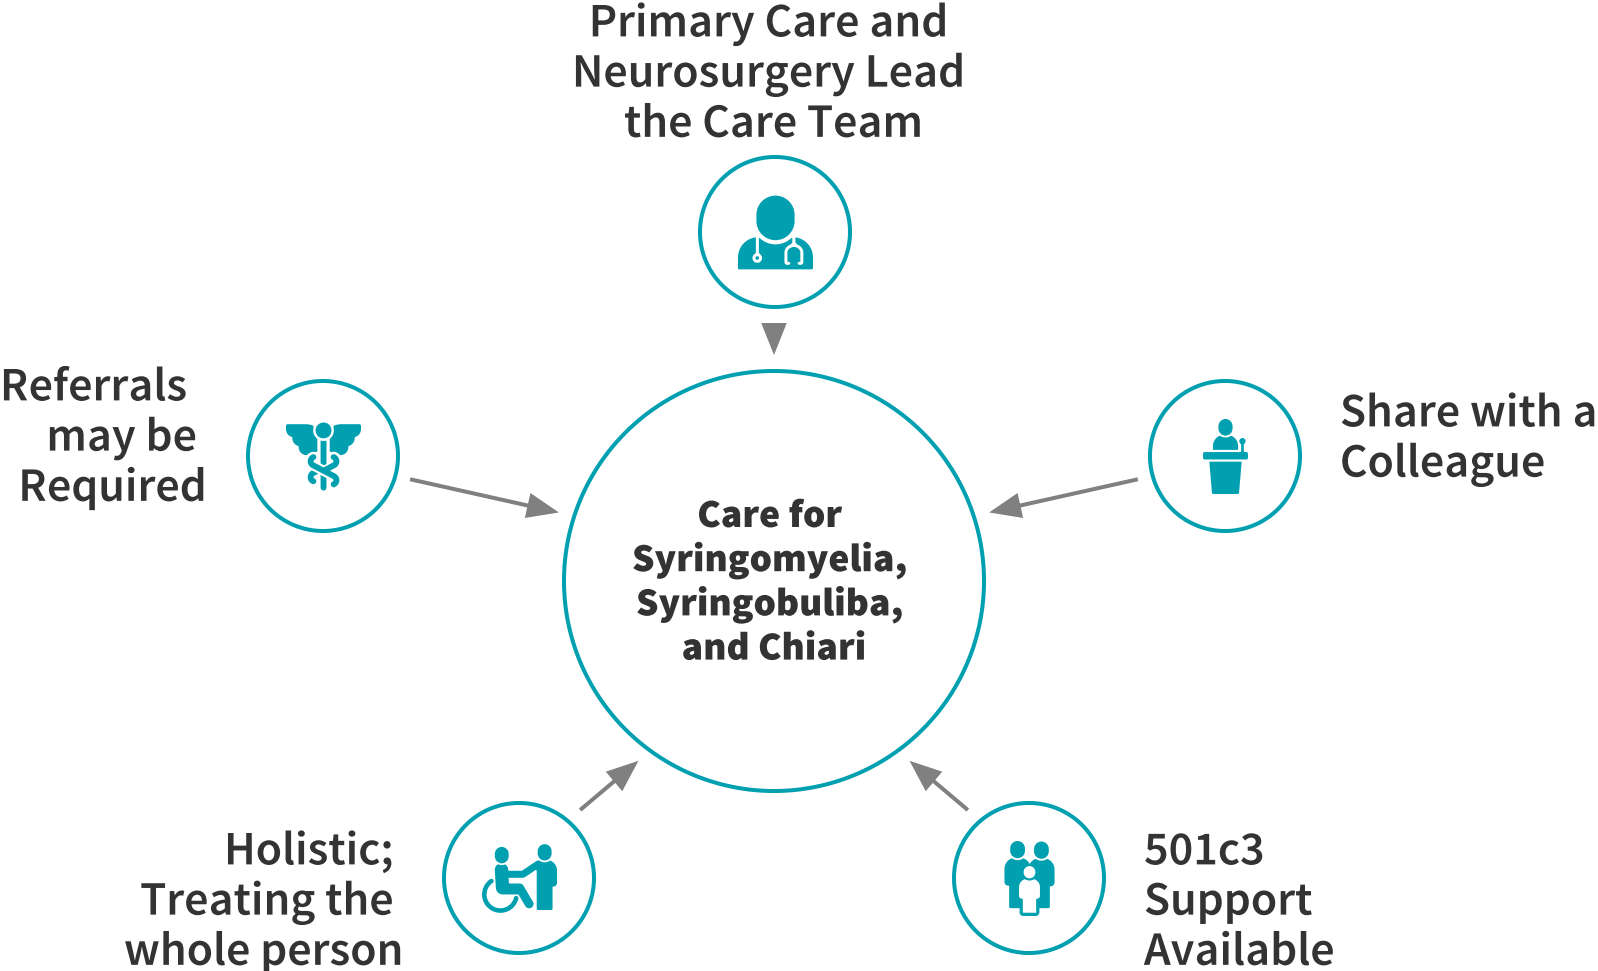 Primary Care and
Neurosurgery Lead
the Care Team
Referrals
may be
Required
Share with a
Colleague
Care for
Syringomyelia,
Syringobuliba,
and Chiari
Holistic;
Treating the
whole person
501c3
Support
Available